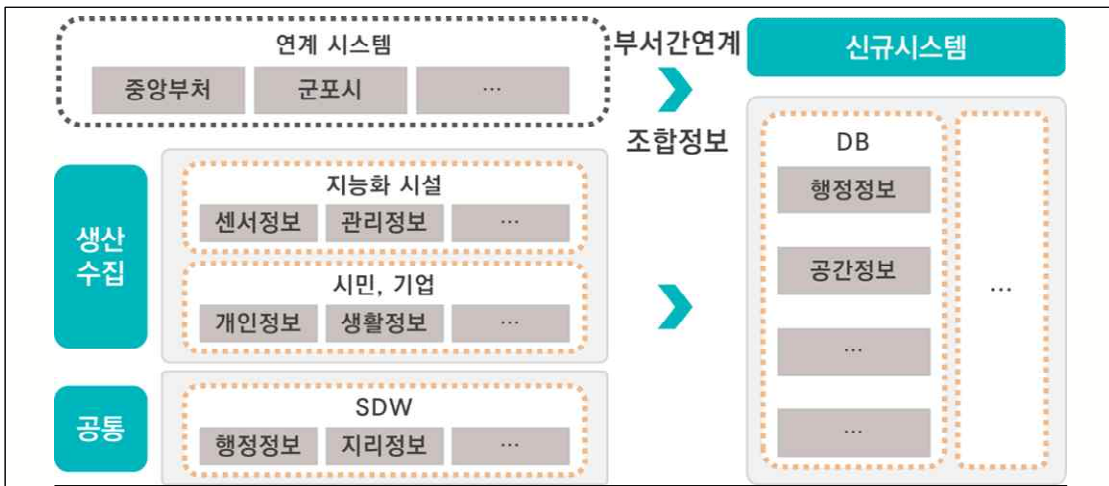 연계 시스템
중앙부처
군포시
…
부서간연계
조합정보
신규시스템
생산
수집
지능화 시설
센서정보
관리정보
…
시민, 기업
개인정보
생활정보
…
공통
SDW
행정정보
지리정보
…
DB
행정정보
공간정보
…
…
…